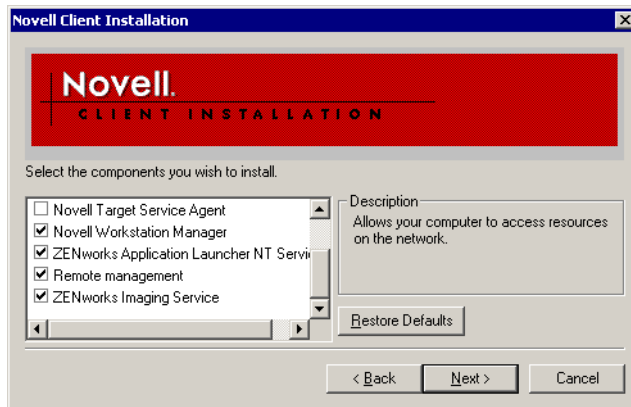 Novell Client Installation
Novell.
CLIENT INSTALLATION
Select the components you wish to install.
Novell Target Service Agent
Novell Workstation Manager
ZENworks Application Launcher NT Servi
Remote management
ZENworks Imaging Service
Description
Allows your computer to access resources
on the network.
Restore Defaults
< Back
Next >
Cancel